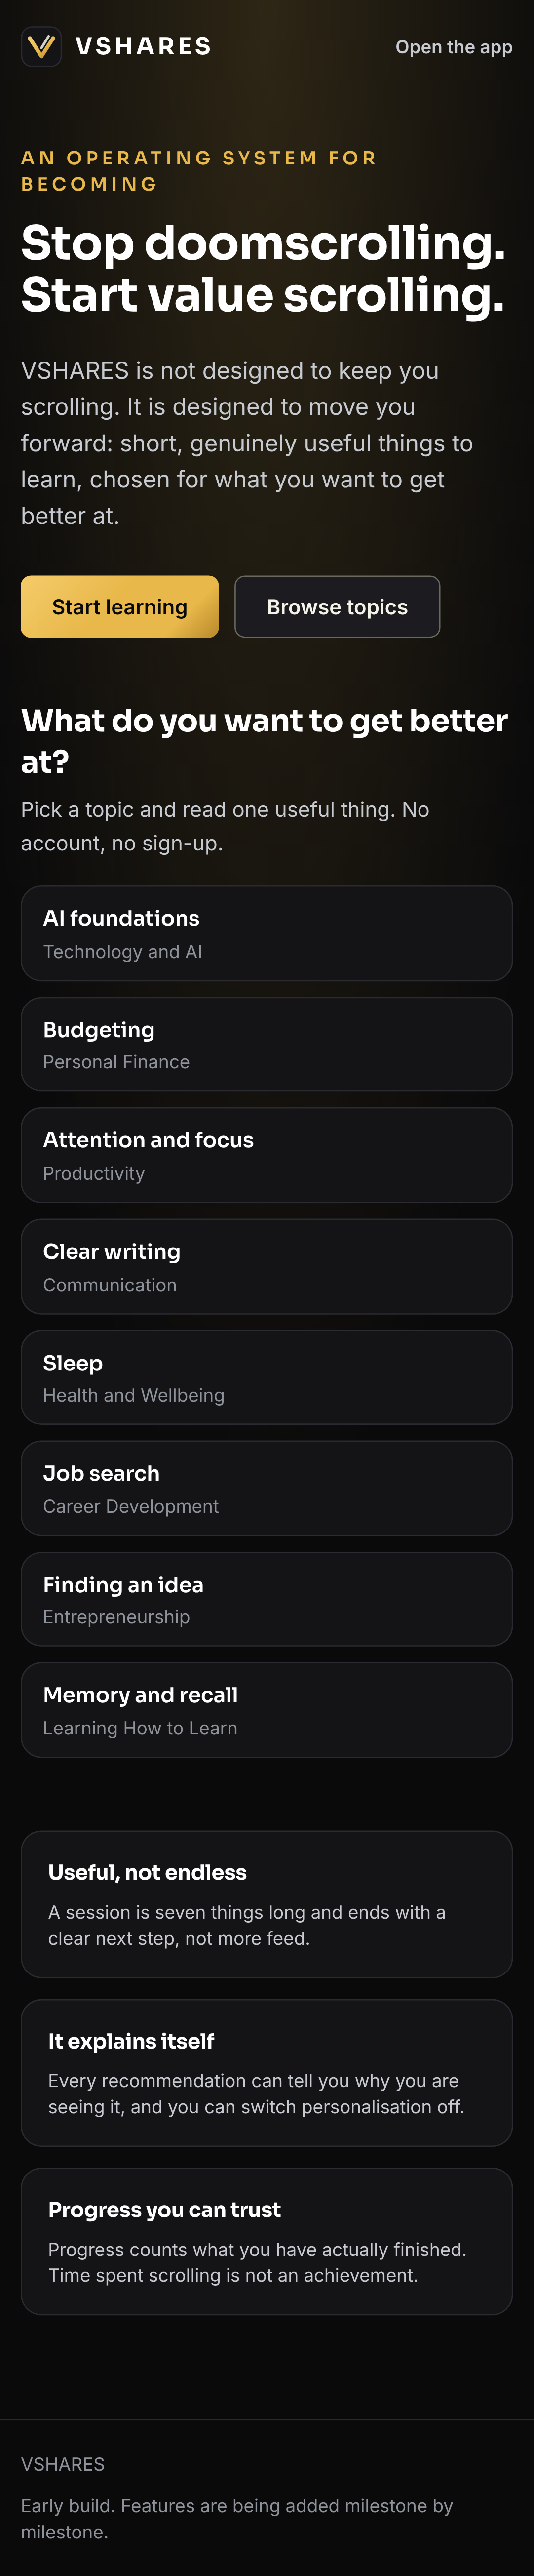 VSHARES
Open the app
AN OPERATING SYSTEM FOR
BECOMING
Stop doomscrolling.
Start value scrolling.
VSHARES is not designed to keep you
scrolling. It is designed to move you
forward: short, genuinely useful things to
learn, chosen for what you want to get
better at.
Start learning
Browse topics
What do you want to get better
at?
Pick a topic and read one useful thing. No
account, no sign-up.
AI foundations
Technology and AI
Budgeting
Personal Finance
Attention and focus
Productivity
Clear writing
Communication
Sleep
Health and Wellbeing
Job search
Career Development
Finding an idea
Entrepreneurship
Memory and recall
Learning How to Learn
Useful, not endless
A session is seven things long and ends with a
clear next step, not more feed.
It explains itself
Every recommendation can tell you why you are
seeing it, and you can switch personalisation off.
Progress you can trust
Progress counts what you have actually finished.
Time spent scrolling is not an achievement.
VSHARES
Early build. Features are being added milestone by
milestone.